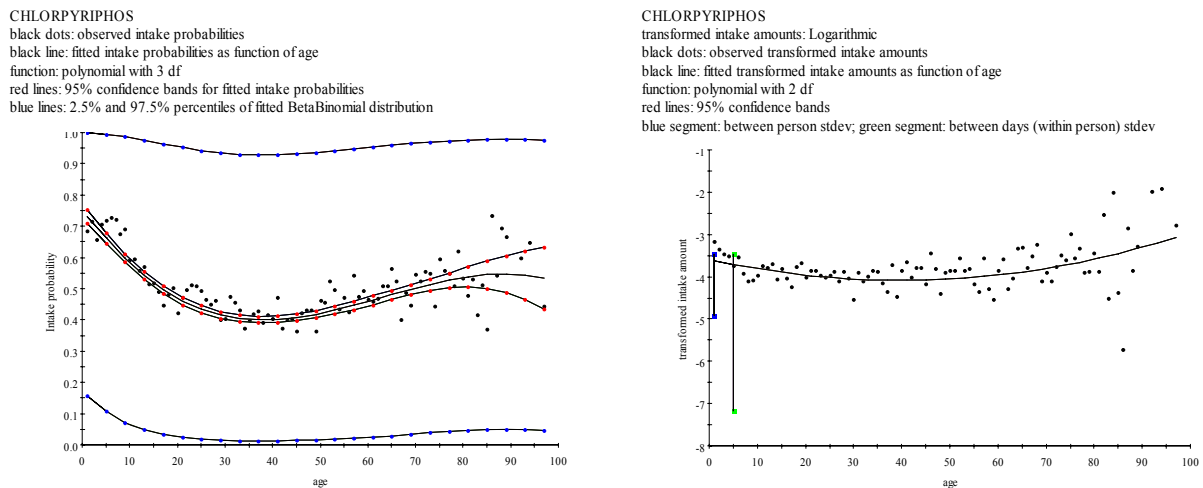 CHLORPYRIPHOS
black dots: observed intake probabilities
black line: fitted intake probabilities as function of age
function: polynomial with 3 df
red lines: 95% confidence bands for fitted intake probabilities
blue lines: 2.5% and 97.5% percentiles of fitted BetaBinomial distribution
1.0
0.9
0.8
0.7
0.6
0.5
0.4
0.3
0.2
0.1
0.0
Intake probability
0 10 20 30 40 50 60 70 80 90 100
age
CHLORPYRIPHOS
transformed intake amounts: Logarithmic
black dots: observed transformed intake amounts
black line: fitted transformed intake amounts as function of age
function: polynomial with 2 df
red lines: 95% confidence bands
blue segment: between person stdev; green segment: between days (within person) stdev
-1
-2
-3
-4
-5
-6
-7
-8
transformed intake amount
0 10 20 30 40 50 60 70 80 90 100
age